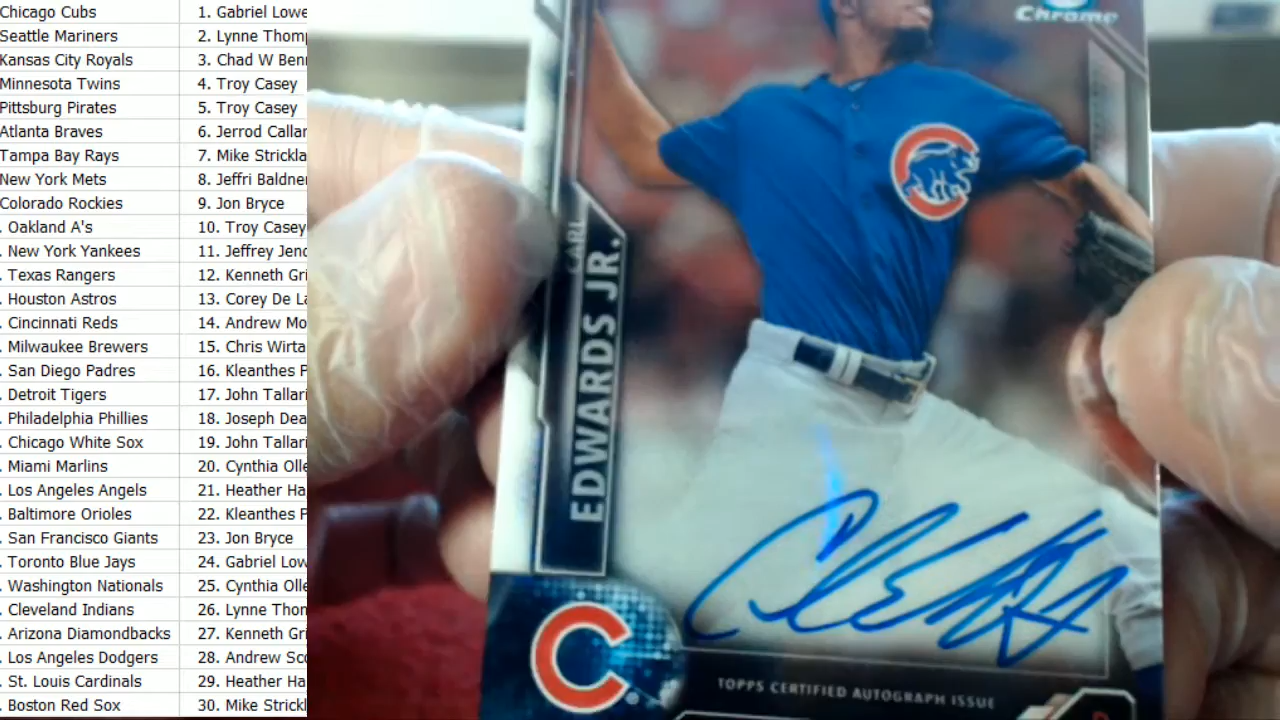 Chicago Cubs 1. Gabriel Lowe
Seattle Mariners 2. Lynne Thom
Kansas City Royals 3. Chad W Ben
Minnesota Twins 4. Troy Casey
Pittsburg Pirates 5. Troy Casey
Atlanta Braves 6. Jerrod Callar
Tampa Bay Rays 7. Mike Strickla
New York Mets 8. Jeffri Baldne
Colorado Rockies 9. Jon Bryce
. Oakland A's 10. Troy Casey
. New York Yankees 11. Jeffrey Jen
. Texas Rangers 12. Kenneth Gri
. Houston Astros 13. Corey De La
. Cincinnati Reds 14. Andrew Mo
. Milwaukee Brewers 15. Chris Wirta
. San Diego Padres 16. Kleanthes P
. Detroit Tigers 17. John Tallari
. Philadelphia Phillies 18. Joseph Dea
. Chicago White Sox 19. John Tallari
. Miami Marlins 20. Cynthia Olle
. Los Angeles Angels 21. Heather Ha
. Baltimore Orioles 22. Kleanthes P
. San Francisco Giants 23. Jon Bryce
. Toronto Blue Jays 24. Gabriel Low
. Washington Nationals 25. Cynthia Olle
. Cleveland Indians 26. Lynne Thon
. Arizona Diamondbacks 27. Kenneth Gri
. Los Angeles Dodgers 28. Andrew Sc
. St. Louis Cardinals 29. Heather Ha
. Boston Red Sox 30. Mike Strickl
Chrome
CARL
EDWARDS JR.
C
TOPPS CERTIFIED AUTOGRAPH ISSUE